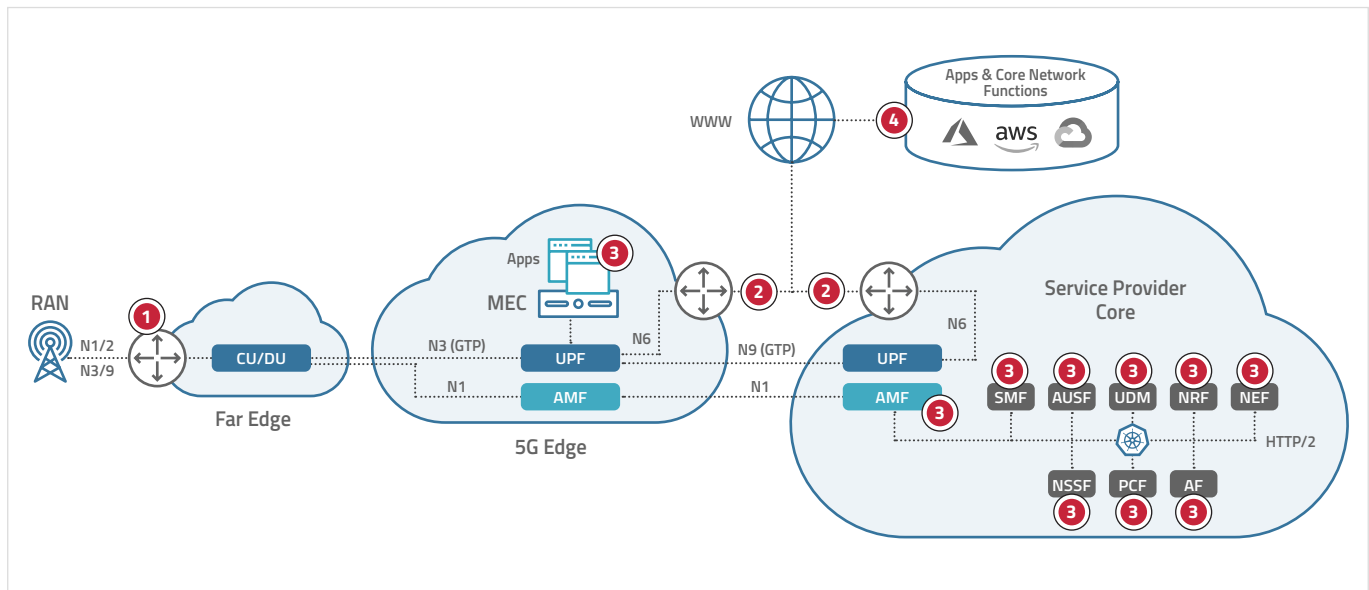 Apps & Core Network
Functions
aws
4
WWW
Apps
3
MEC
2
2
Service Provider
Core
RAN
1
N1/2
N3/9
CU/DU
N3 (GTP)
UPF
N6
N9 (GTP)
UPF
N6
N1
AMF
N1
AMF
3
3
3
3
3
3
SMF
AUSF
UDM
NRF
NEF
HTTP/2
NSSF
PCF
AF
3
3
3
Far Edge
5G Edge